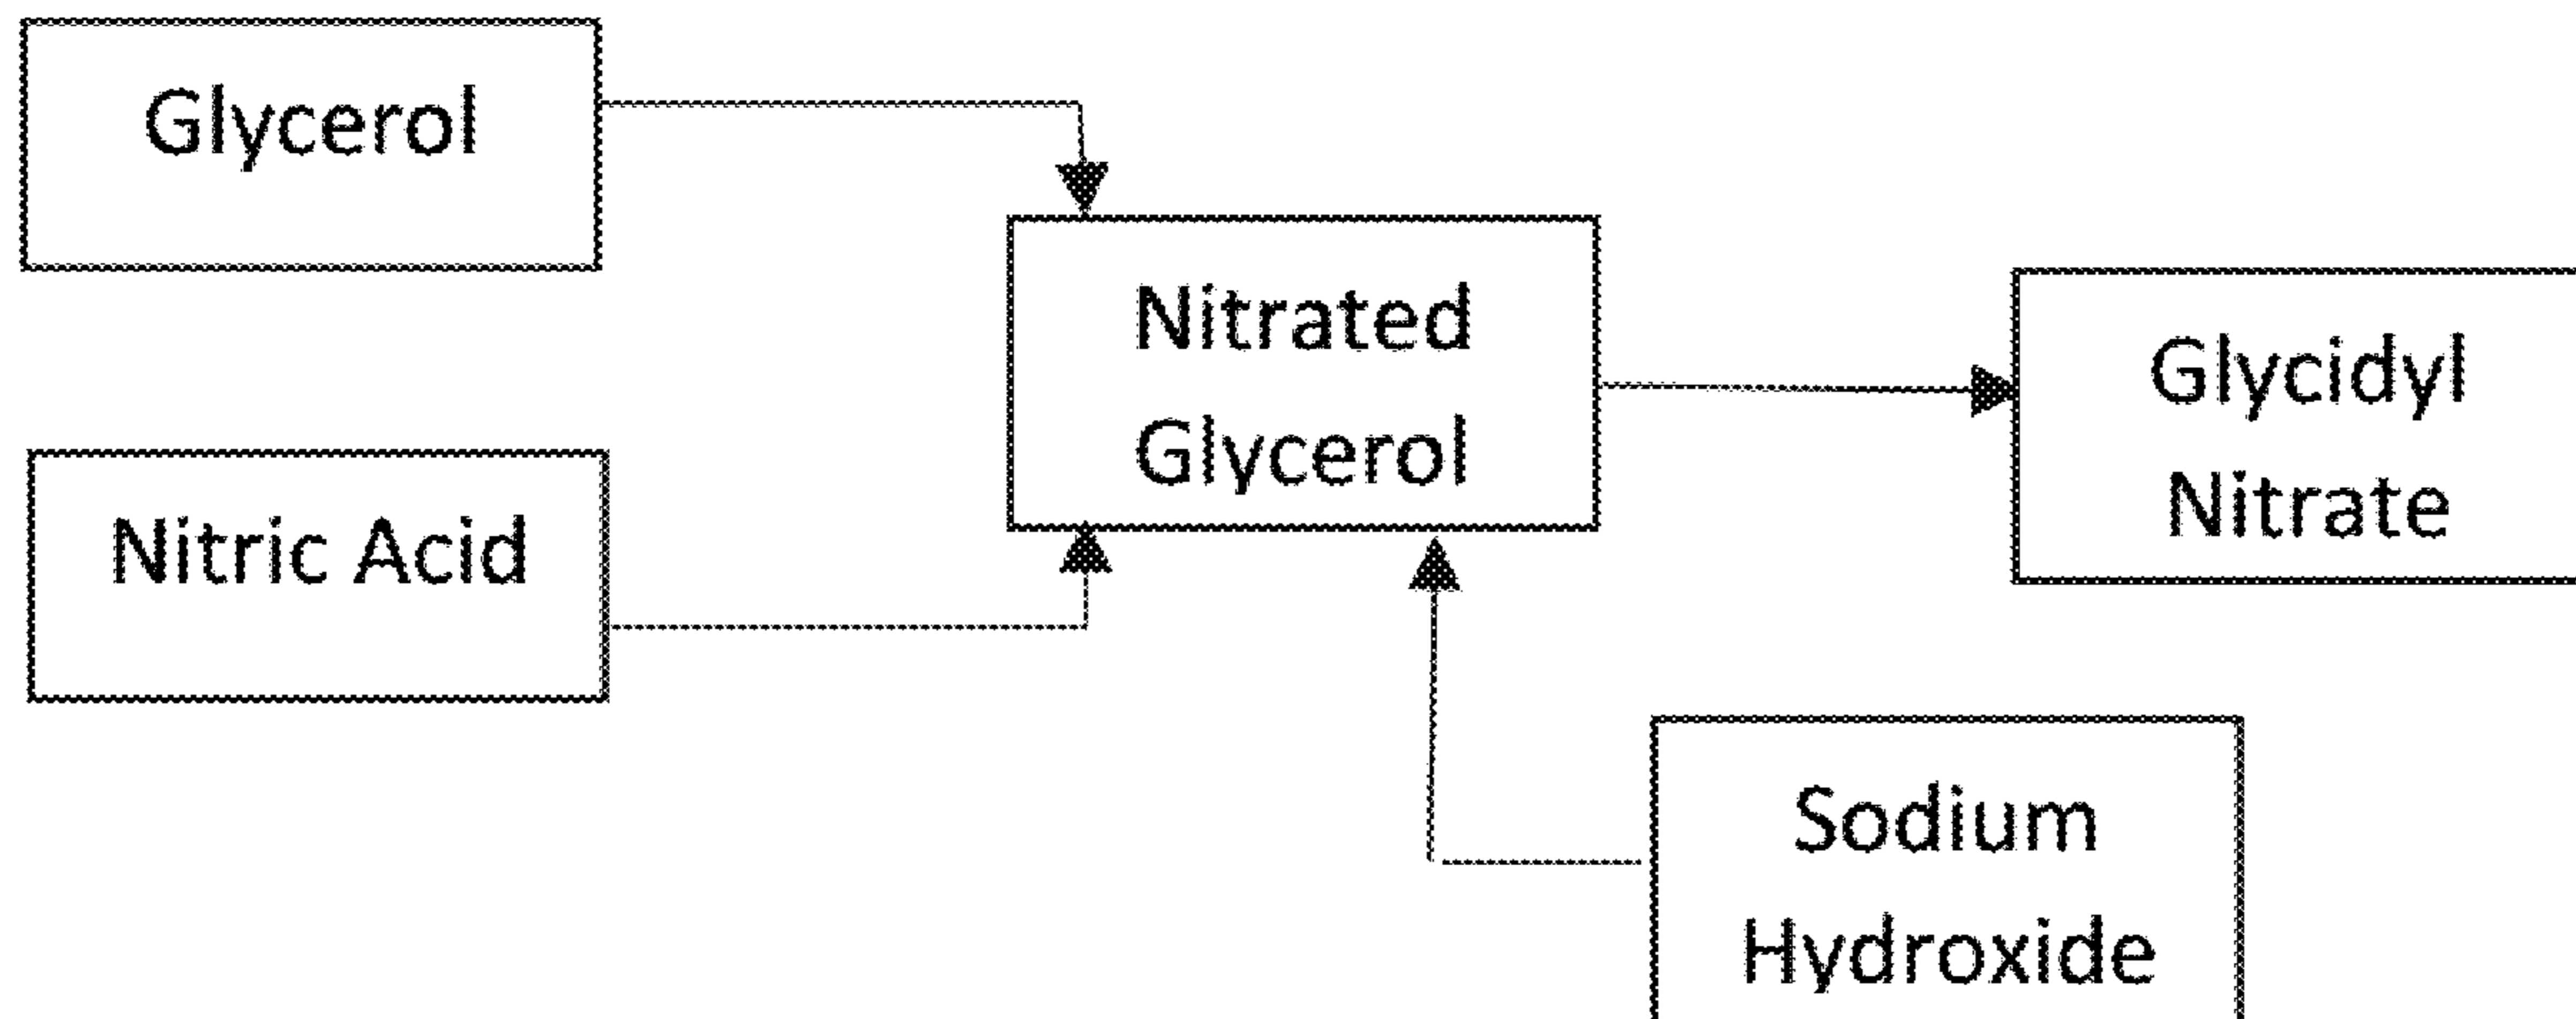 Glycerol
Nitric Acid
Nitrated
Glycerol
Glycidyl
Nitrate
Sodium
Hydroxide